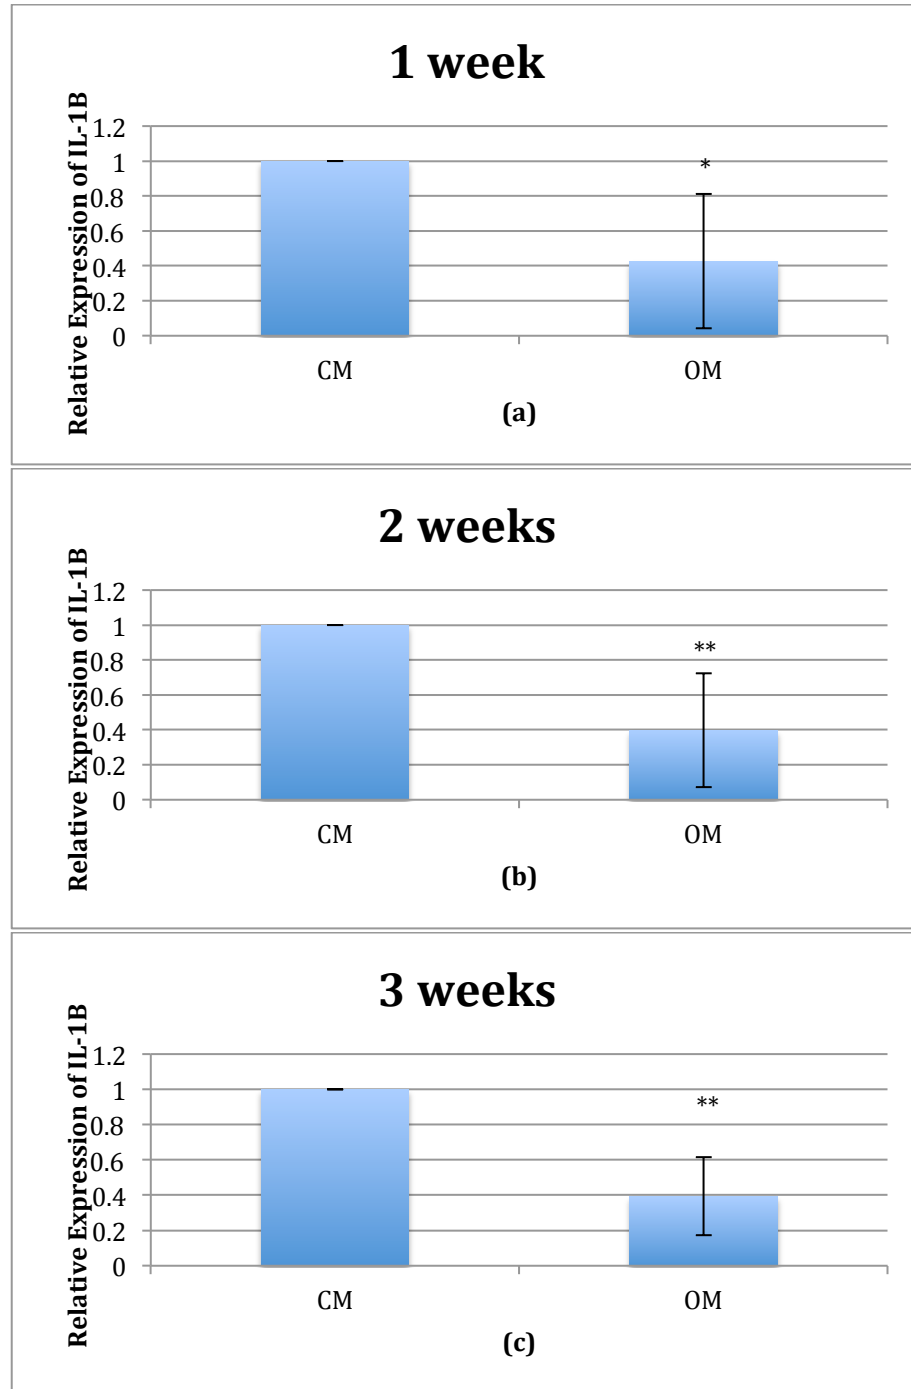 1 week
Relative Expression of IL-1B
1.2
1
0.8
0.6
0.4
0.2
0
*
CM
OM
(a)
2 weeks
Relative Expression of IL-1B
1.2
1
0.8
0.6
0.4
0.2
0
**
CM
OM
(b)
3 weeks
Relative Expression of IL-1B
1.2
1
0.8
0.6
0.4
0.2
0
**
CM
OM
(c)